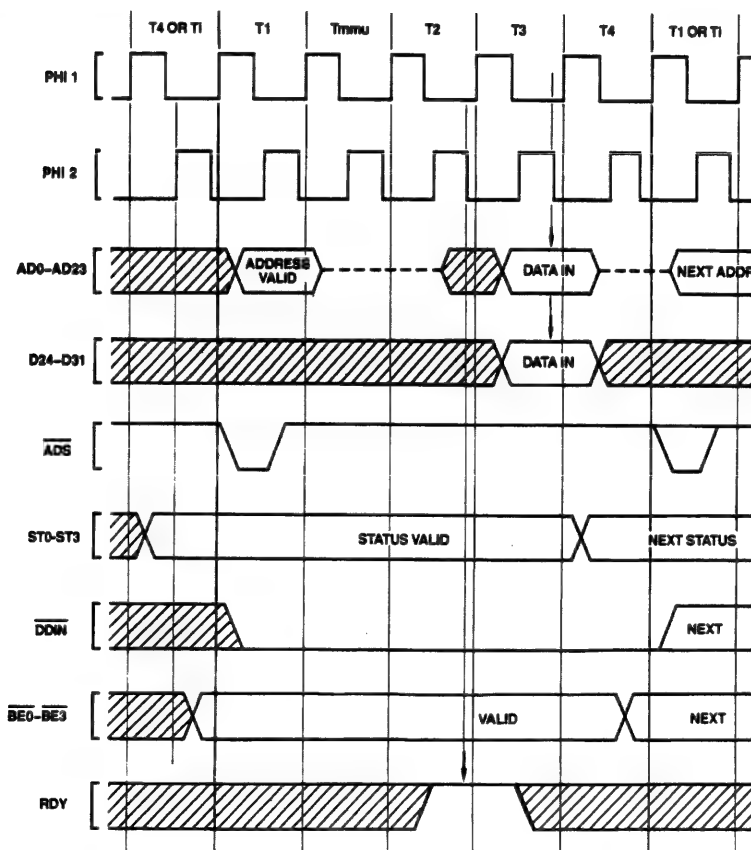 T4 OR Ti T1 Tmmu T2 T3 T4 T1 OR Ti
PHI 1
PHI 2
AD0–AD23 ADDRESE VALID DATA IN NEXT ADDR
D24–D31 DATA IN
ADS
ST0-ST3 STATUS VALID NEXT STATUS
DDIN NEXT
BE0–BE3 VALID NEXT
RDY